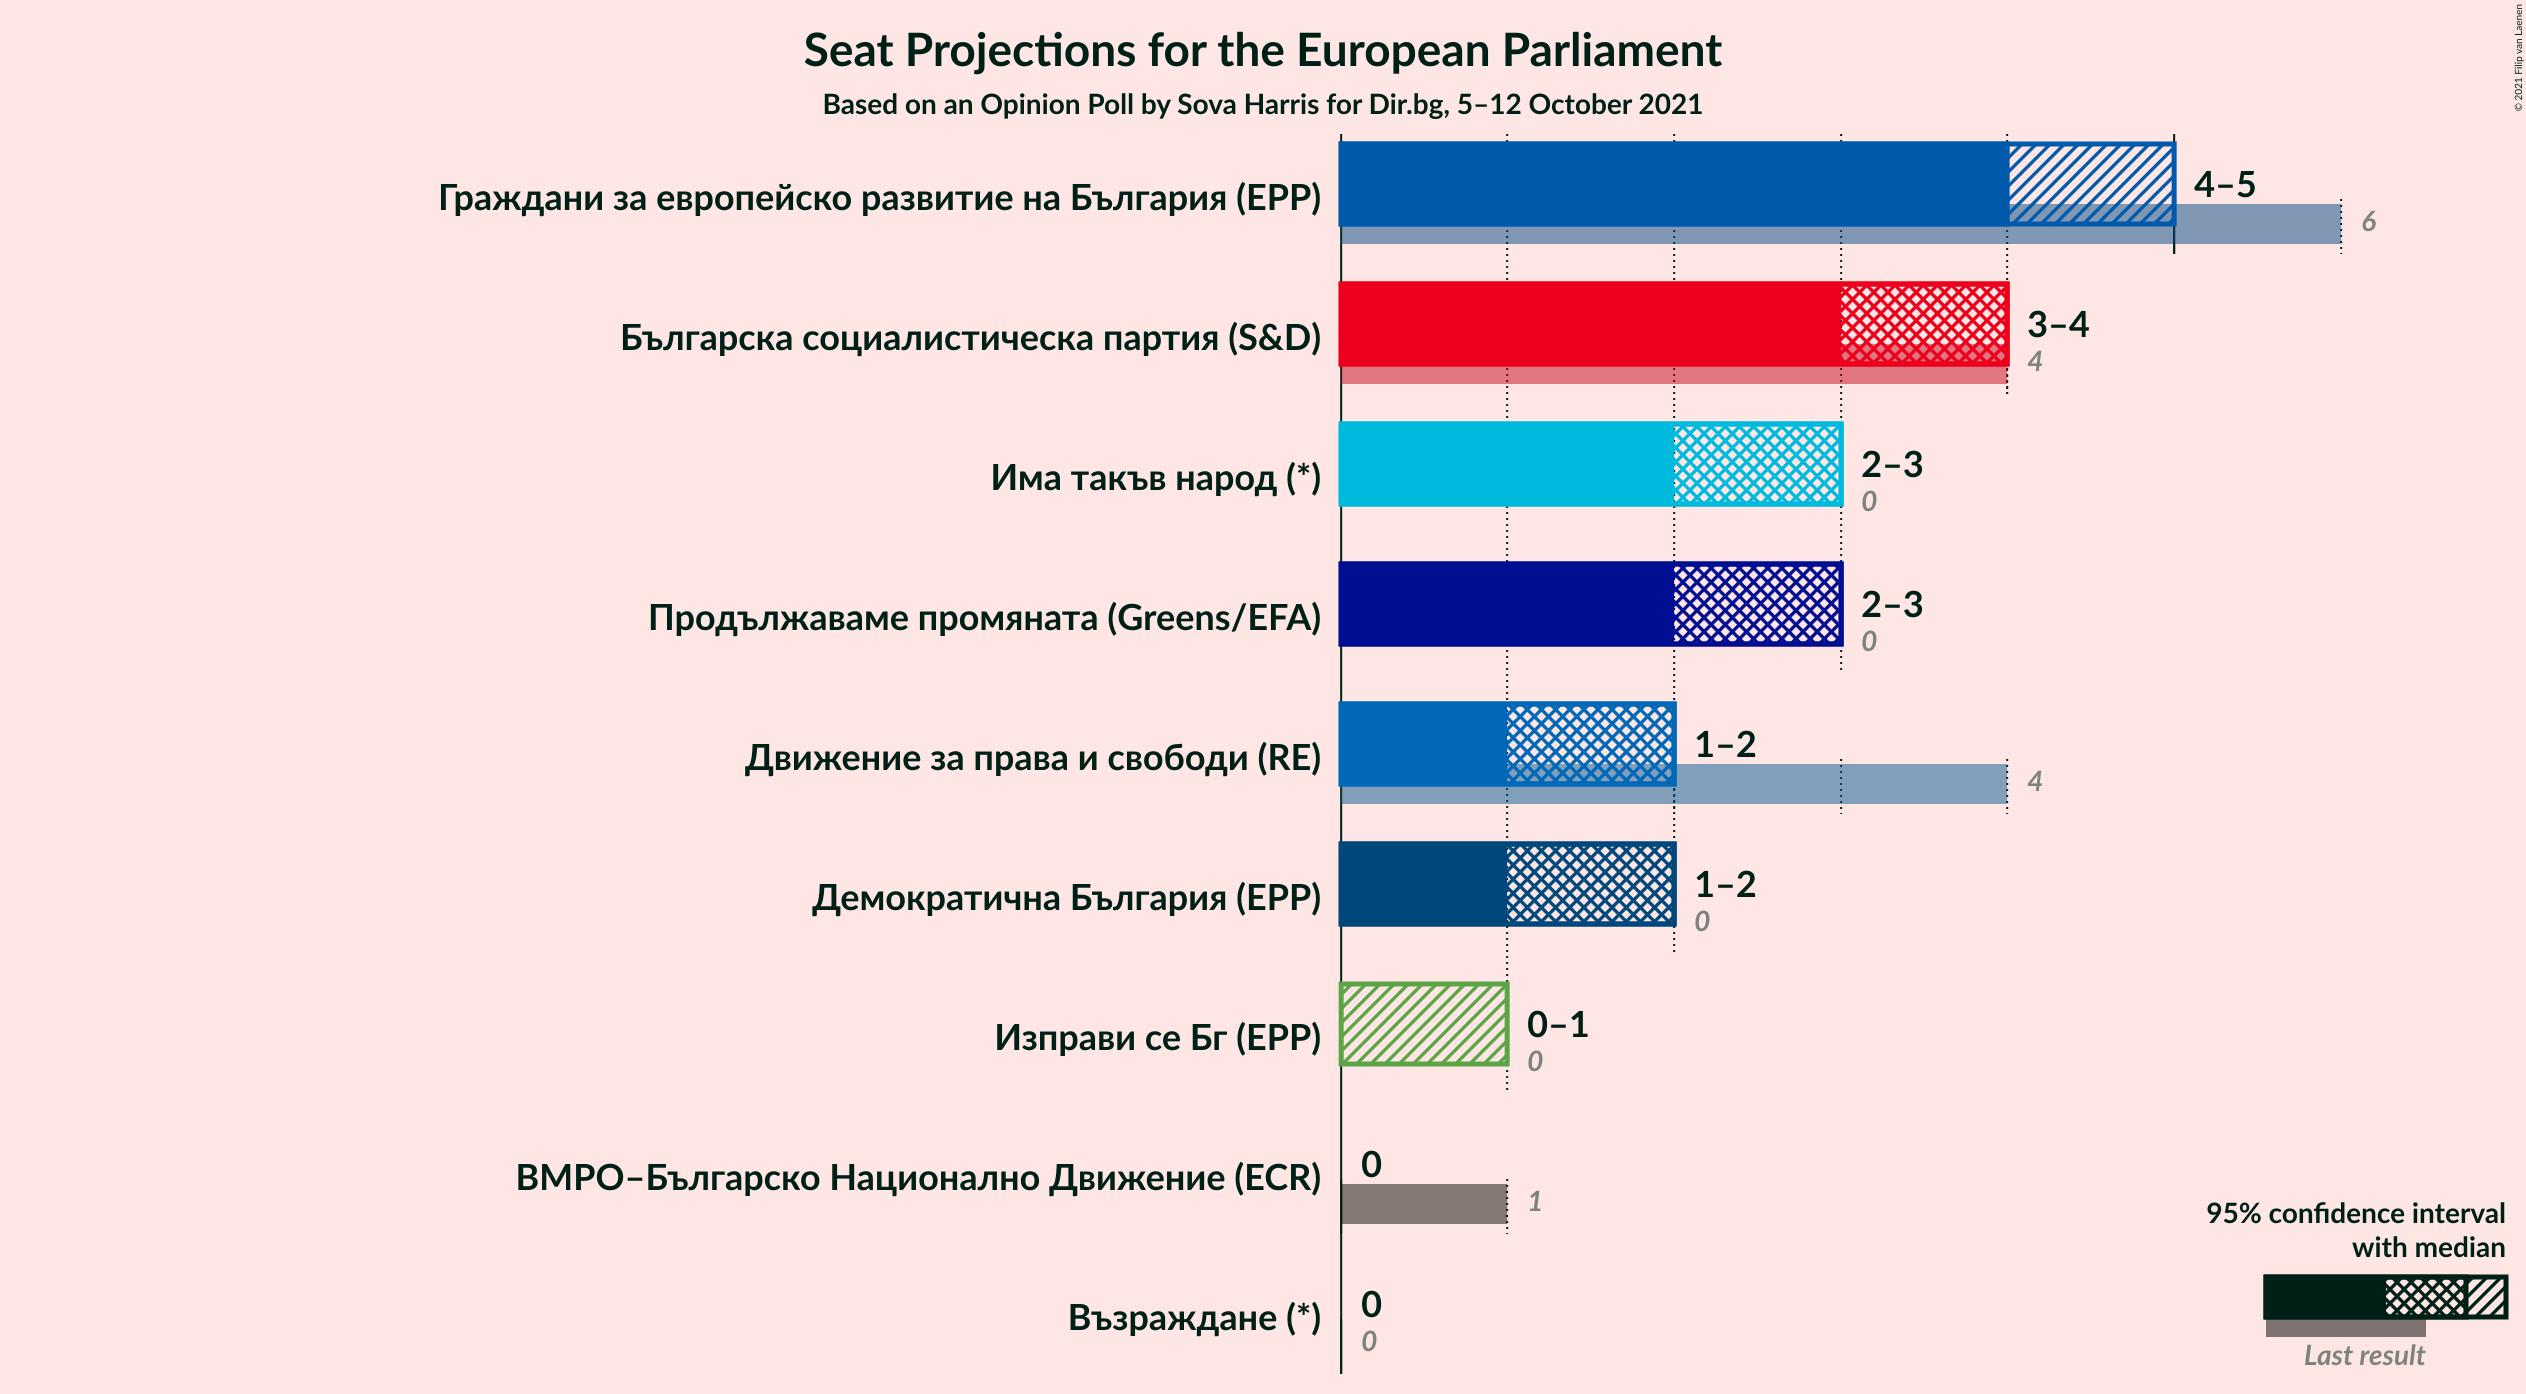 Seat Projections for the European Parliament
Based on an Opinion Poll by Sova Harris for Dir.bg, 5–12 October 2021
© 2021 Filip van Laenen
Граждани за европейско развитие на България (EPP)
4–5
6
Българска социалистическа партия (S&D)
3–4
4
Има такъв народ (*)
2–3
0
Продължаваме промяната (Greens/EFA)
2–3
0
Движение за права и свободи (RE)
1–2
4
Демократична България (EPP)
1–2
0
Изправи се Бг (EPP)
0–1
0
ВМРО–Българско Национално Движение (ECR)
0
1
Възраждане (*)
0
0
95% confidence interval
with median
Last result